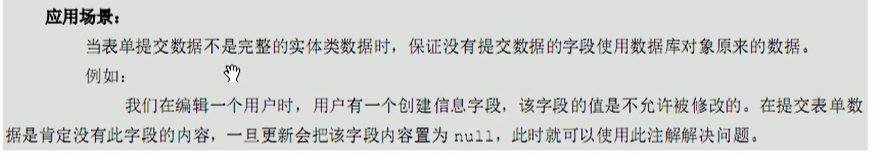 应用场景：
当表单提交数据不是完整的实体类数据时，保证没有提交数据的字段使用数据库对象原来的数据。
例如：
我们在编辑一个用户时，用户有一个创建信息字段，该字段的值是不允许被修改的。在提交表单数
据是肯定没有此字段的内容，一旦更新会把该字段内容置为 null，此时就可以使用此注解解决问题。